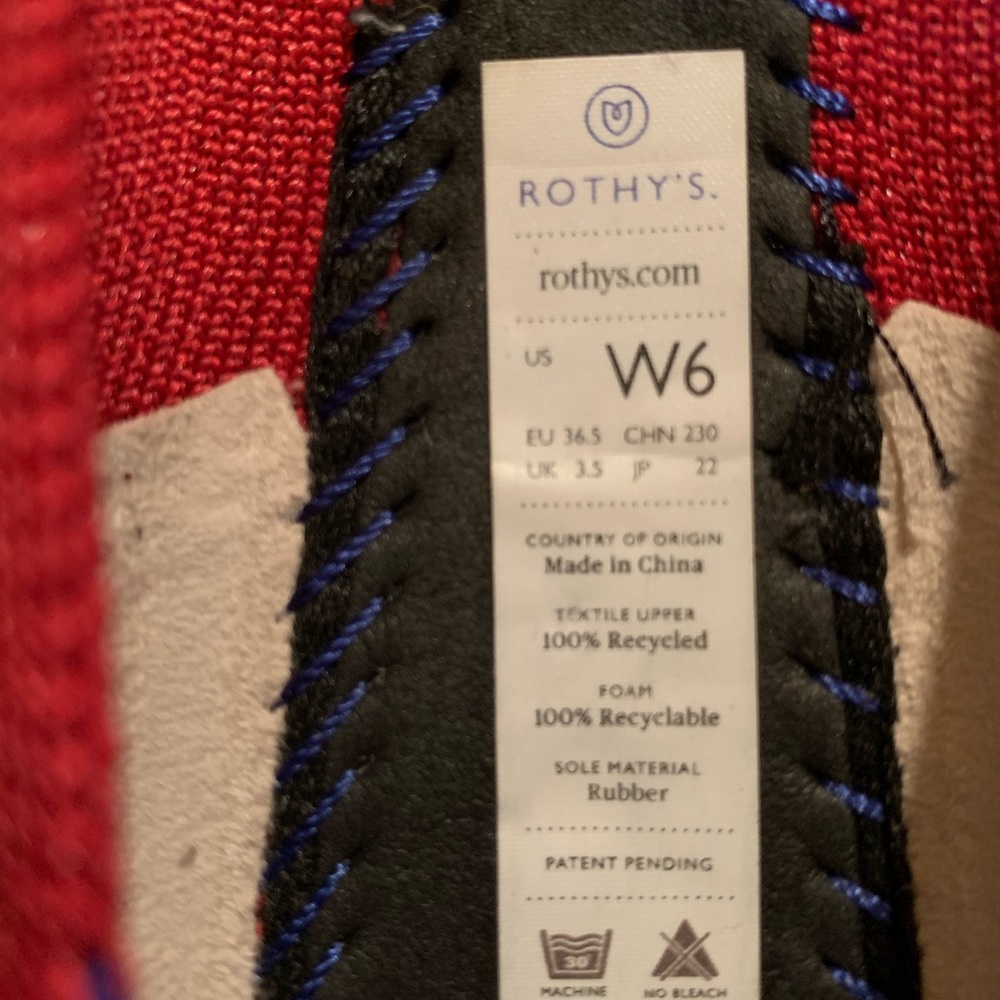 ROTHY'S.
rothys.com
US W6
EU 36.5 CHN 230
UK 3.5 JP 22
COUNTRY OF ORIGIN
Made in China
TEXTILE UPPER
100% Recycled
FOAM
100% Recyclable
SOLE MATERIAL
Rubber
PATENT PENDING
30°
MACHINE NO BLEACH